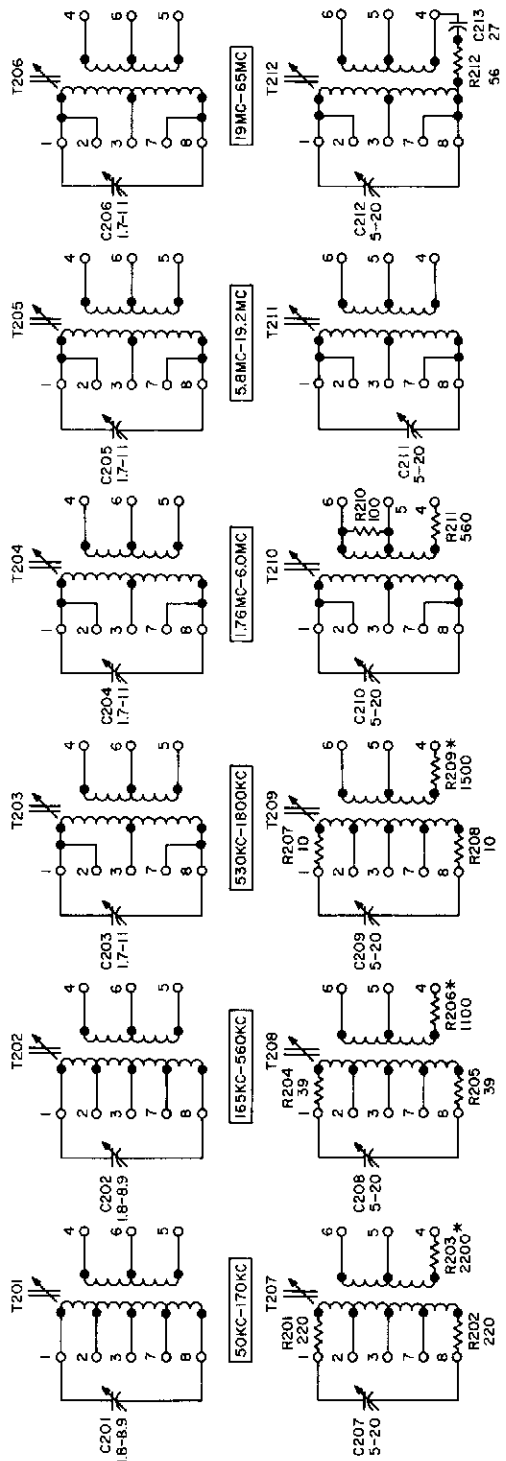 T201
1
2
3
7
8
C201
1.8-8.9
4
6
5
50KC-170KC
T202
1
2
3
7
8
C202
1.8-8.9
4
6
5
165KC-560KC
T203
1
2
3
7
8
C203
1.7-11
4
6
5
530KC-1800KC
T204
1
2
3
7
8
C204
1.7-11
4
6
5
1.76MC-6.0MC
T205
1
2
3
7
8
C205
1.7-11
4
6
5
5.8MC-19.2MC
T206
1
2
3
7
8
C206
1.7-11
4
6
5
19MC-65MC
T207
R201
220
1
2
3
7
8
C207
5-20
R202
220
6
5
4
R203*
2200
T208
R204
39
1
2
3
7
8
C208
5-20
R205
39
6
5
4
R206*
1100
T209
R207
10
1
2
3
7
8
C209
5-20
R208
10
6
5
4
R209*
1500
T210
1
2
3
7
8
C210
5-20
6
R210
100
5
4
R211
560
T211
1
2
3
7
8
C211
5-20
6
5
4
T212
1
2
3
7
8
C212
5-20
6
5
4
R212
56
C213
27